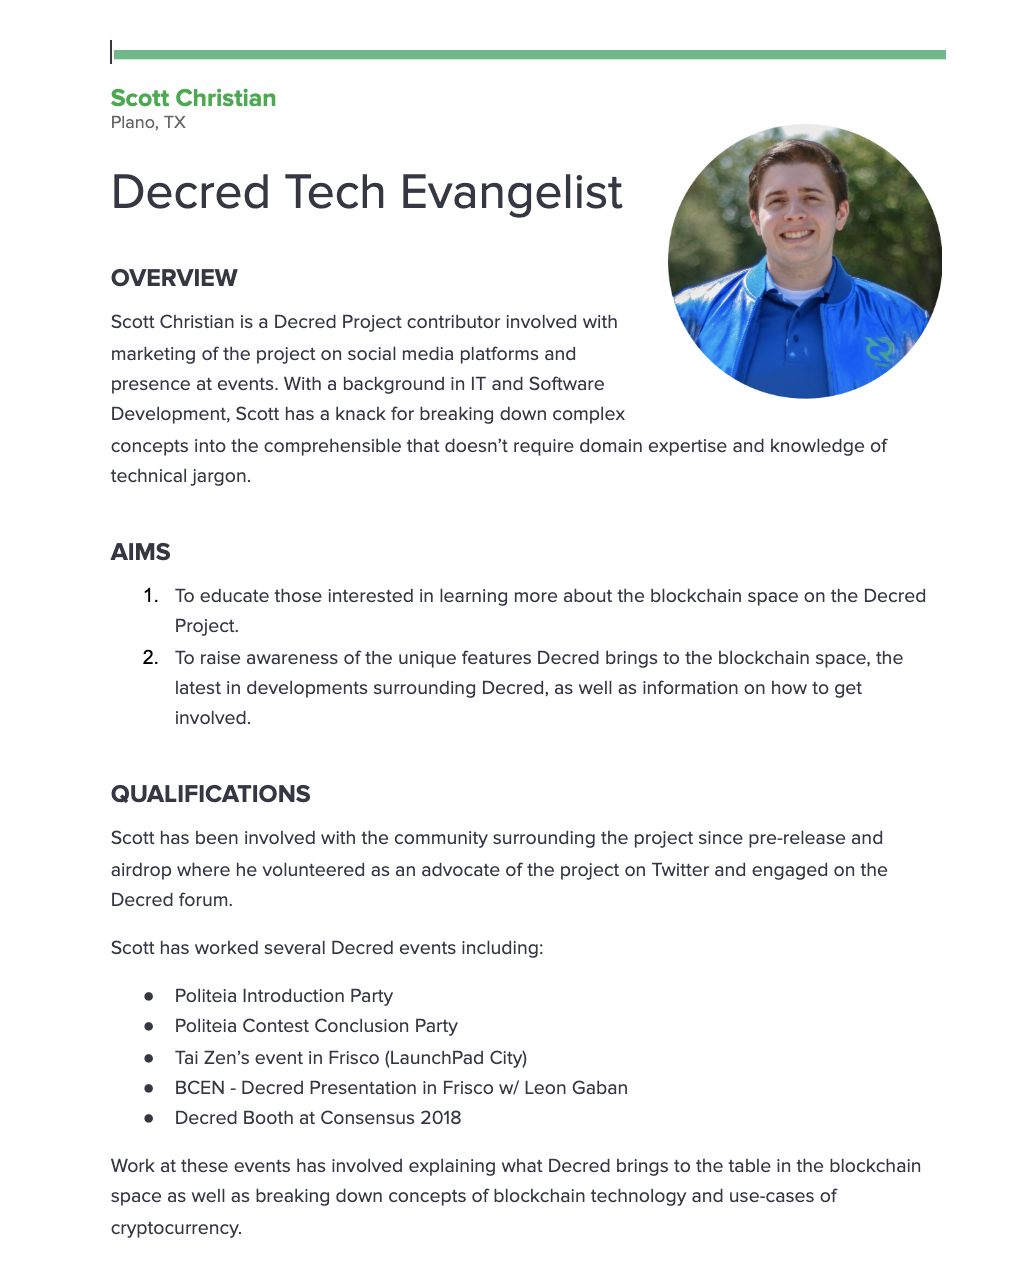 Scott Christian
Plano, TX
Decred Tech Evangelist
OVERVIEW
Scott Christian is a Decred Project contributor involved with
marketing of the project on social media platforms and
presence at events. With a background in IT and Software
Development, Scott has a knack for breaking down complex
concepts into the comprehensible that doesn’t require domain expertise and knowledge of
technical jargon.
AIMS
1. To educate those interested in learning more about the blockchain space on the Decred
Project.
2. To raise awareness of the unique features Decred brings to the blockchain space, the
latest in developments surrounding Decred, as well as information on how to get
involved.
QUALIFICATIONS
Scott has been involved with the community surrounding the project since pre-release and
airdrop where he volunteered as an advocate of the project on Twitter and engaged on the
Decred forum.
Scott has worked several Decred events including:
● Politeia Introduction Party
● Politeia Contest Conclusion Party
● Tai Zen’s event in Frisco (LaunchPad City)
● BCEN - Decred Presentation in Frisco w/ Leon Gaban
● Decred Booth at Consensus 2018
Work at these events has involved explaining what Decred brings to the table in the blockchain
space as well as breaking down concepts of blockchain technology and use-cases of
cryptocurrency.